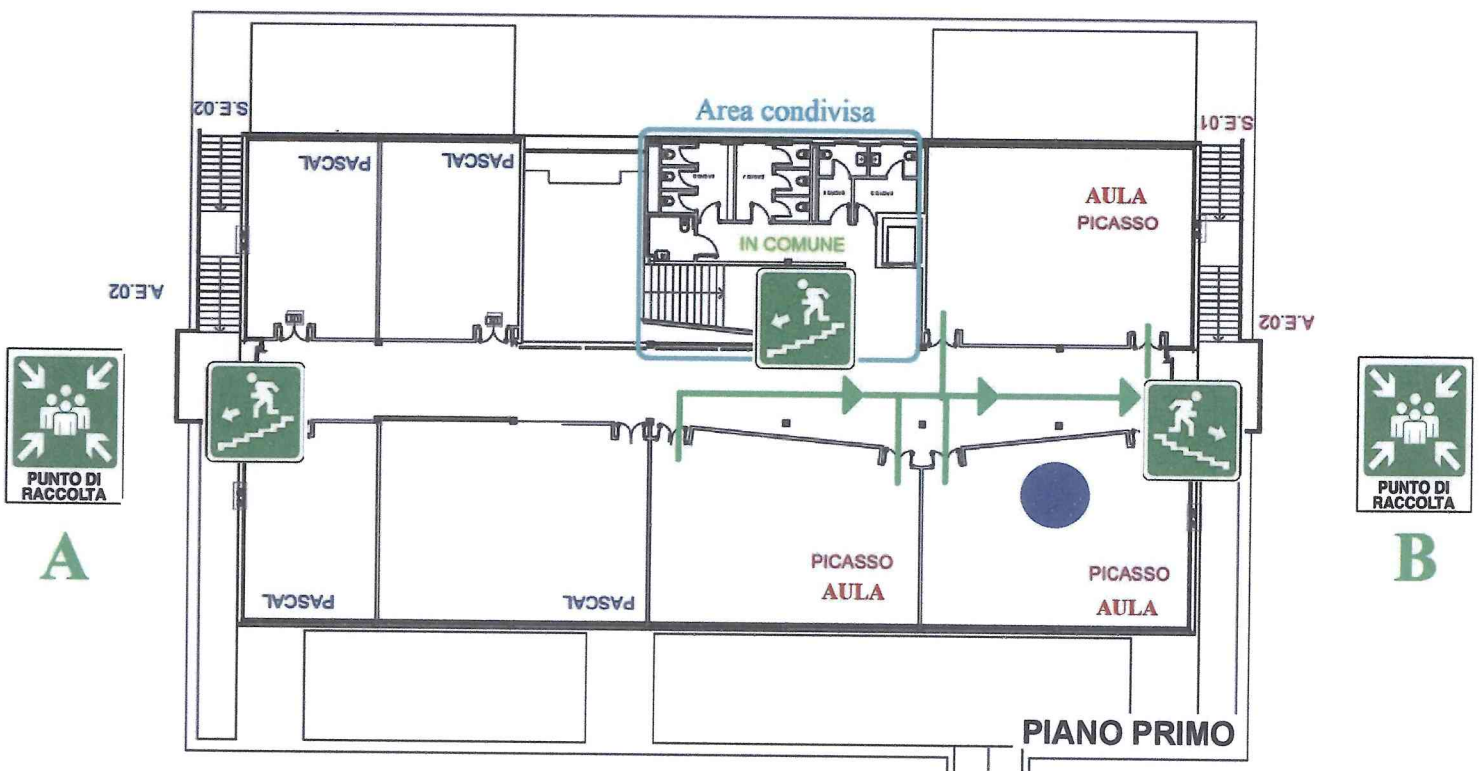 Area condivisa
S.E.02
S.E.01
PASCAL
PASCAL
AULA
PICASSO
IN COMUNE
A.E.02
A.E.02
PUNTO DI
RACCOLTA
A
PUNTO DI
RACCOLTA
B
PICASSO
AULA
PICASSO
AULA
PASCAL
PASCAL
PIANO PRIMO